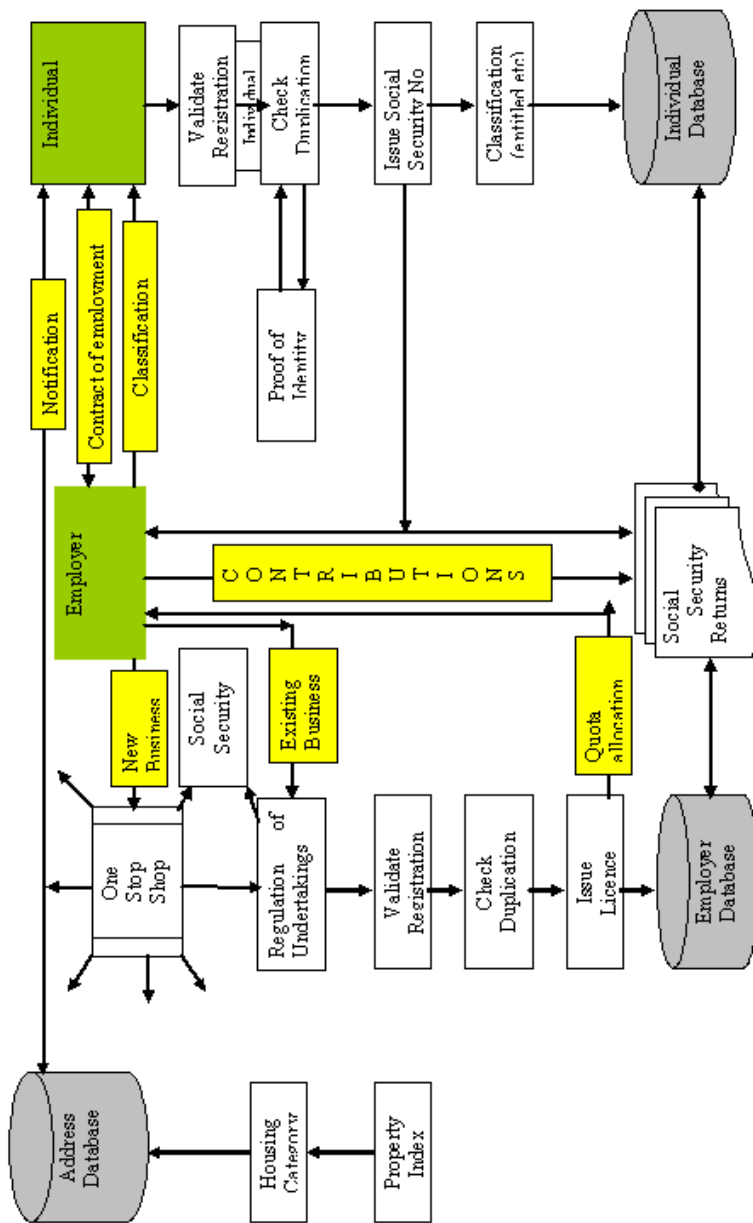 Address
Database
Housing
Category
Property
Index
One
Stop
Shop
New
Business
Social
Security
Regulation of
Undertakings
Existing
Business
Validate
Registration
Check
Duplication
Issue
Licence
Quota
allocation
Employer
Database
Employer
CONTRIBUTIONS
Social
Security
Returns
Notification
Contract of employment
Classification
Proof of
Identity
Individual
Validate
Registration
Individual
Check
Duplication
Issue Social
Security No
Classification
(entitled etc)
Individual
Database